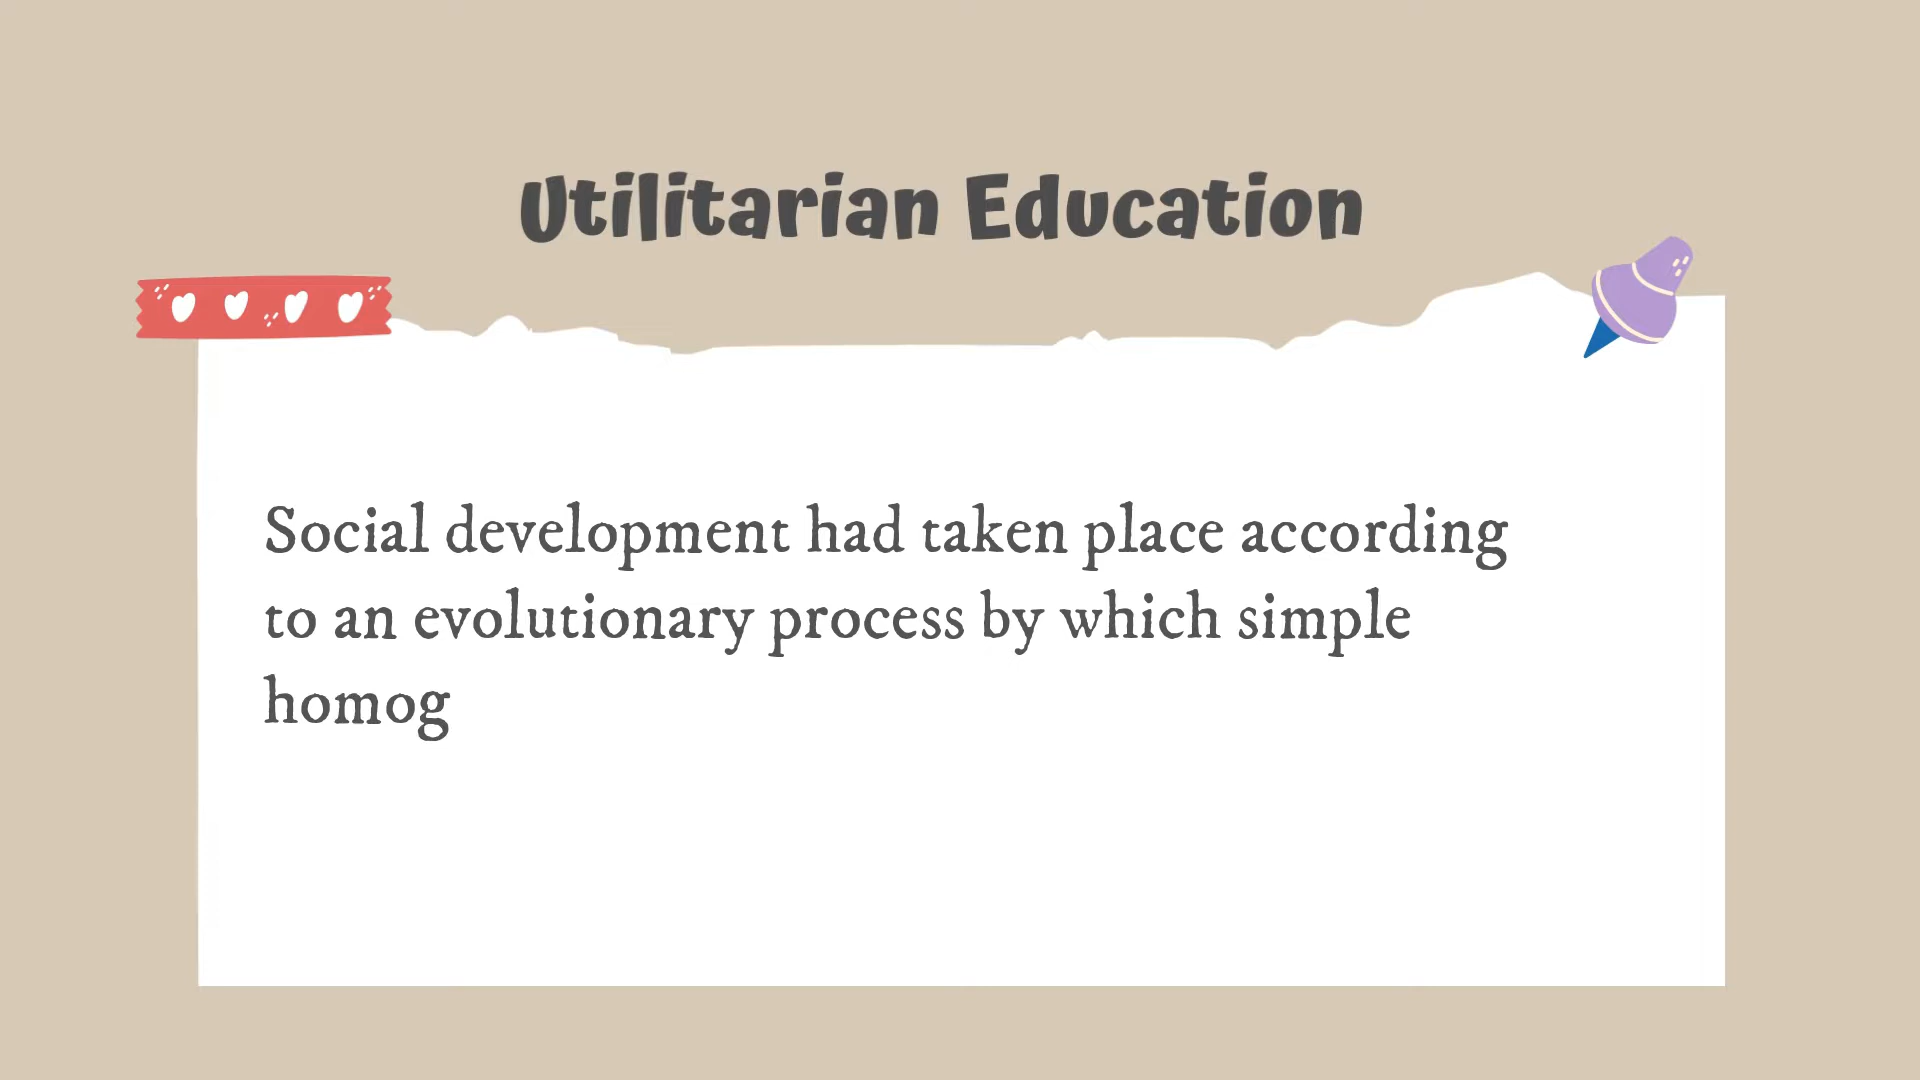 Utilitarian Education
Social development had taken place according
to an evolutionary process by which simple
homog